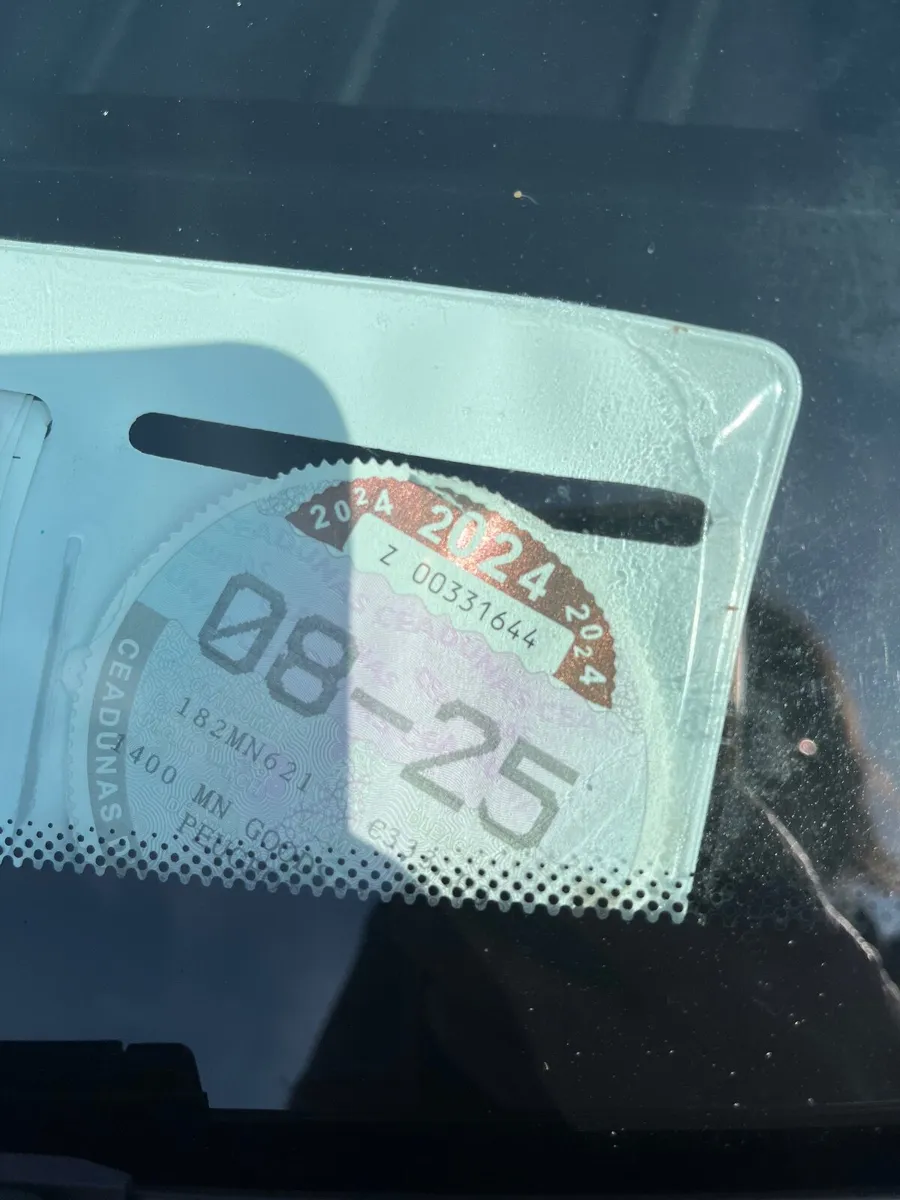 2024 2024 2024
Z 00331644
08-25
CEADÚNAS
182MN621
1400
MN GOOD